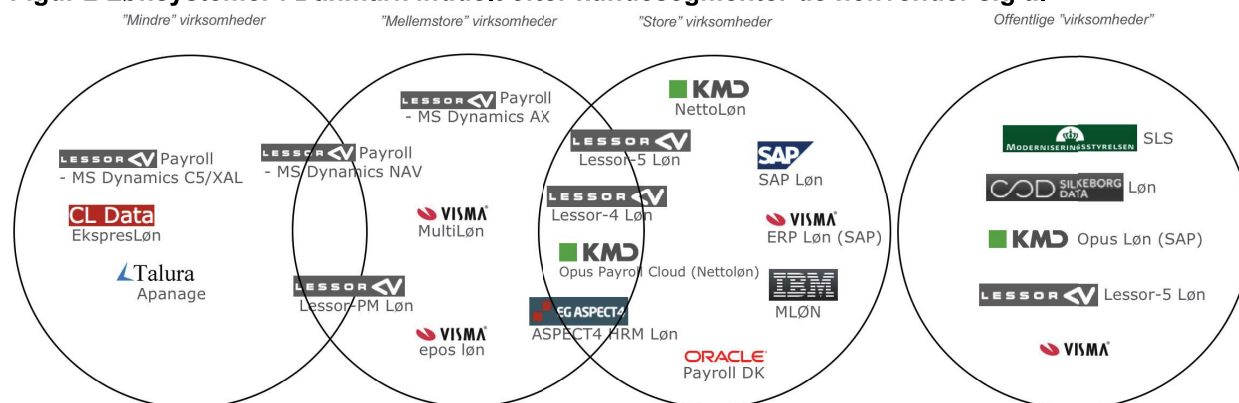 "Mindre" virksomheder
"Mellemstore" virksomheder
"Store" virksomheder
Offentlige "virksomheder"
LESSOR Payroll
- MS Dynamics C5/XAL
CL Data
EkspresLøn
Talura
Apanage
LESSOR Payroll
- MS Dynamics NAV
LESSOR
Lessor-PM Løn
LESSOR Payroll
- MS Dynamics AX
VISMA
MultiLøn
VISMA
epos løn
LESSOR
Lessor-5 Løn
LESSOR
Lessor-4 Løn
KMD
Opus Payroll Cloud (Nettoløn)
EG ASPECT4
ASPECT4 HRM Løn
KMD
NettoLøn
SAP
SAP Løn
VISMA
ERP Løn (SAP)
IBM
MLØN
ORACLE
Payroll DK
MODERNISERINGSSTYRELSEN SLS
SILKEBORG DATA Løn
KMD Opus Løn (SAP)
LESSOR Lessor-5 Løn
VISMA